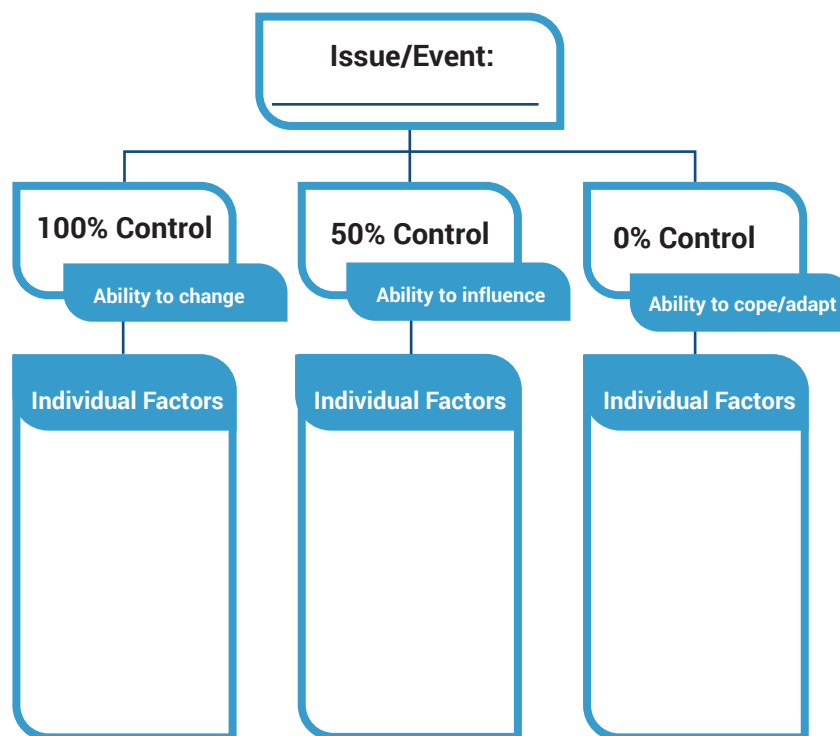 Issue/Event:
100% Control
50% Control
0% Control
Ability to change
Ability to influence
Ability to cope/adapt
Individual Factors
Individual Factors
Individual Factors